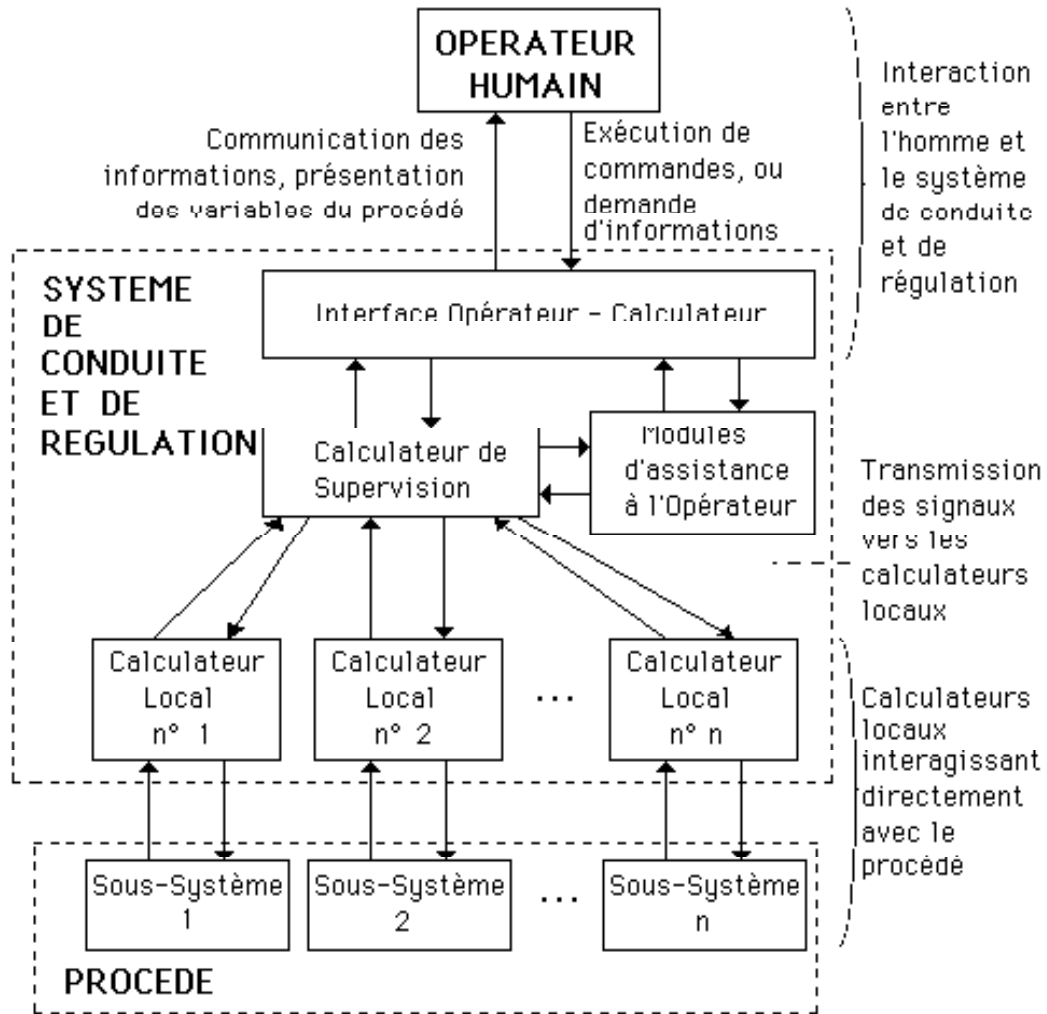 OPERATEUR
HUMAIN
Communication des
informations, présentation
des variables du procédé
Exécution de
commandes, ou
demande
d'informations
Interaction
entre
l'homme et
le système
de conduite
et de
régulation
SYSTEME
DE
CONDUITE
ET DE
REGULATION
Interface Opérateur - Calculateur
Calculateur de
Supervision
Modules
d'assistance
à l'Opérateur
Transmission
des signaux
vers les
calculateurs
locaux
Calculateur
Local
n° 1
Calculateur
Local
n° 2
...
Calculateur
Local
n° n
Calculateurs
locaux
interagissant
directement
avec le
procédé
Sous-Système
1
Sous-Système
2
...
Sous-Système
n
PROCEDE